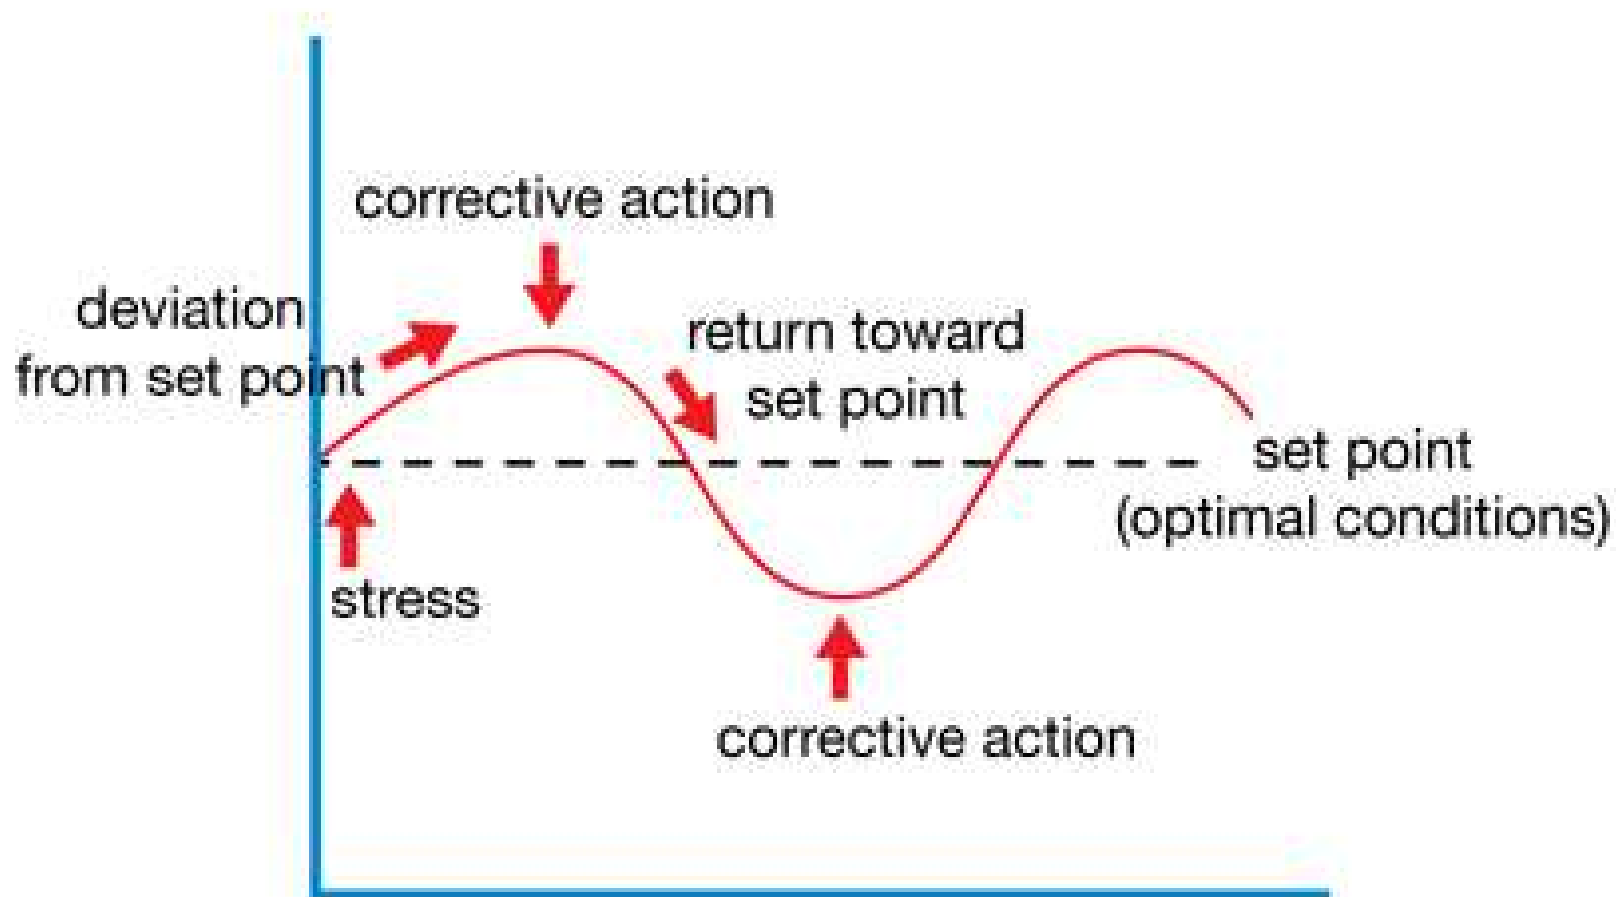 corrective action
deviation
from set point
return toward
set point
set point
(optimal conditions)
stress
corrective action